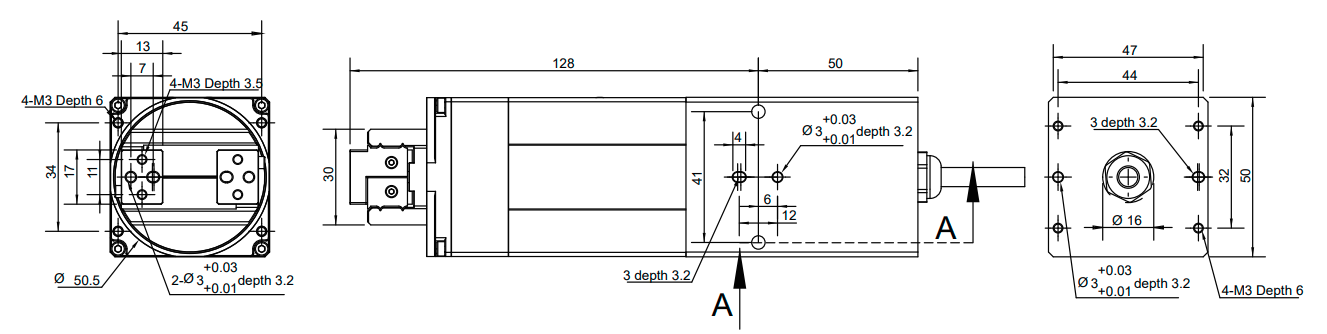 45
13
7
4-M3 Depth 3.5
4-M3 Depth 6
34
17
11
Ø 50.5
2-Ø3 +0.03 +0.01 depth 3.2
128
50
30
4
Ø3 +0.03 +0.01 depth 3.2
41
6
12
3 depth 3.2
A
A
47
44
3 depth 3.2
32
50
Ø 16
Ø3 +0.03 +0.01 depth 3.2
4-M3 Depth 6